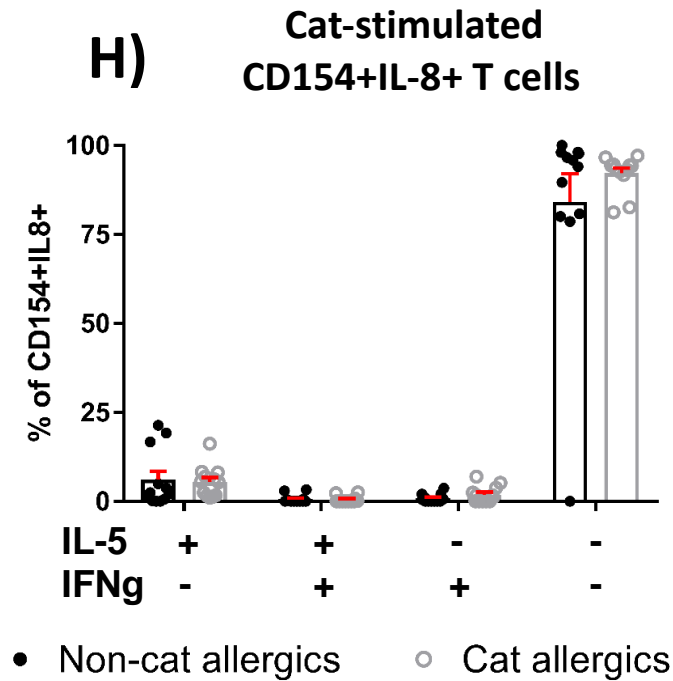 H)
Cat-stimulated
CD154+IL-8+ T cells
% of CD154+IL8+
100
75
50
25
0
IL-5 + + - -
IFNg - + + -
Non-cat allergics Cat allergics